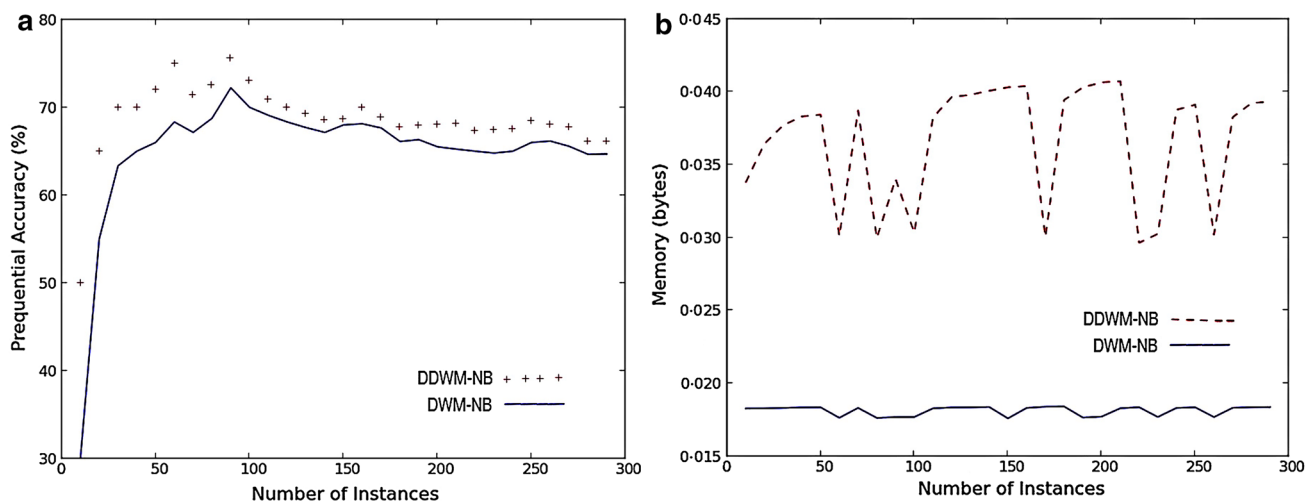 a
80
70
60
50
40
30
0
50
100
150
200
250
300
Prequential Accuracy (%)
Number of Instances
DDWM-NB
DWM-NB
b
0·045
0·040
0·035
0·030
0·025
0·020
0·015
0
50
100
150
200
250
300
Memory (bytes)
Number of Instances
DDWM-NB
DWM-NB